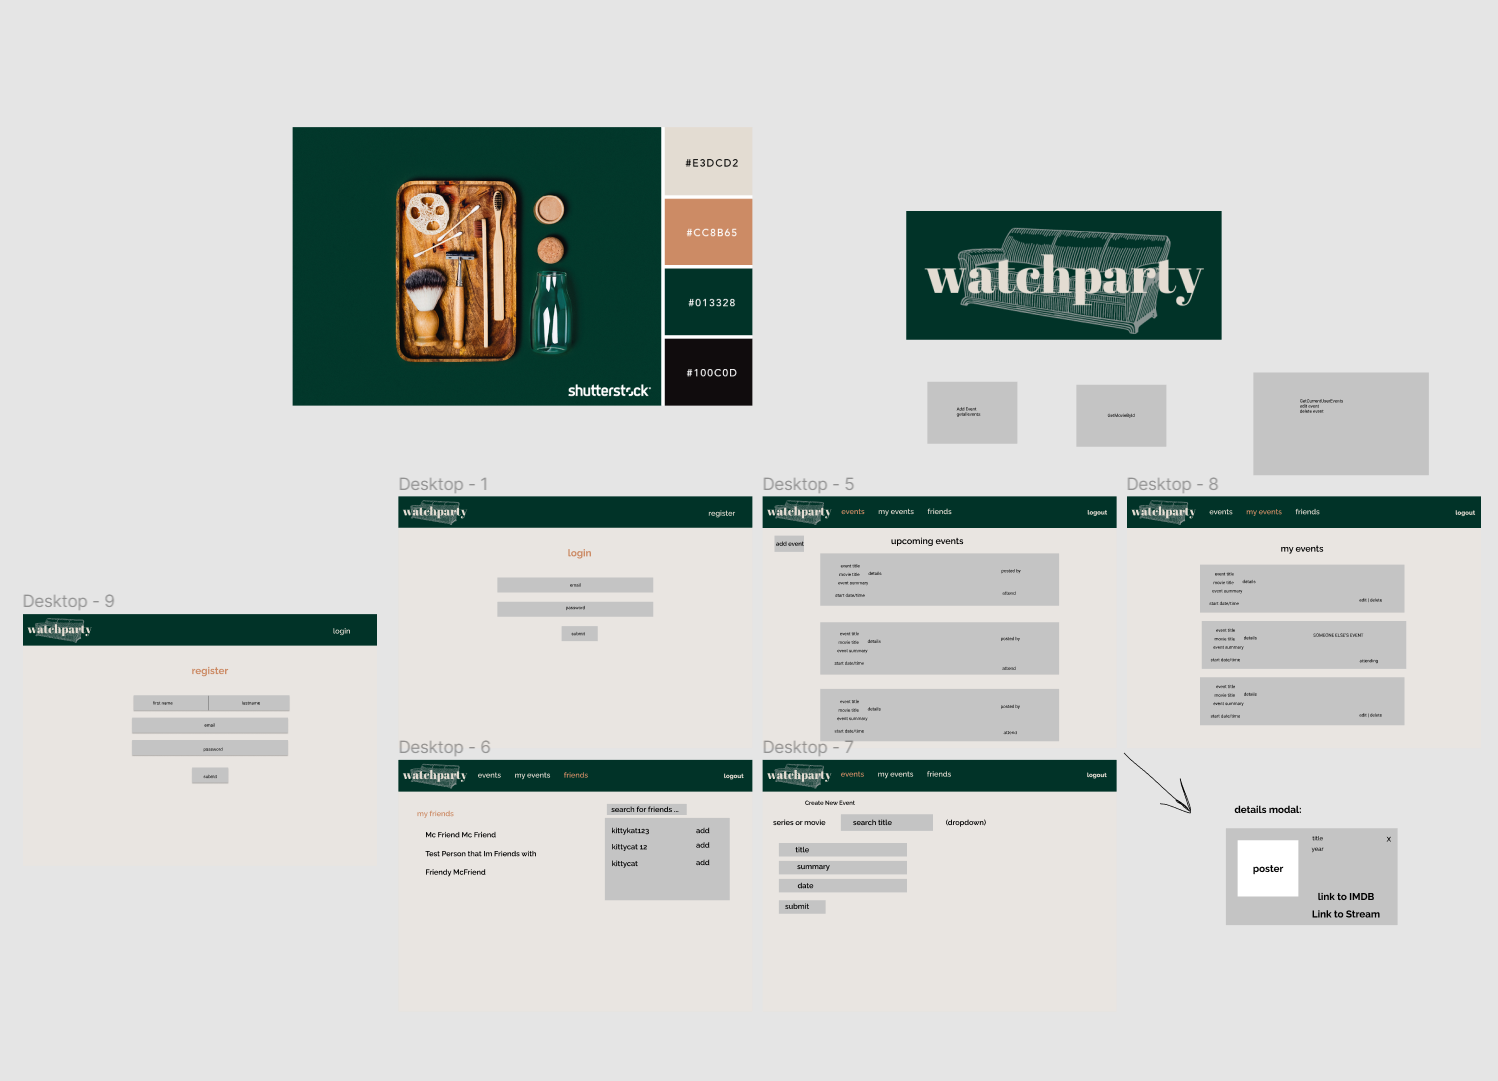 #E3DCD2
#CC8B65
#013328
#100C0D
shutterstock
watchparty
Add Event
getallevents
GetMovieById
GetCurrentUserEvents
edit event
delete event
Desktop - 1
watchparty
register
login
email
password
submit
Desktop - 5
watchparty events my events friends logout
add event
upcoming events
event title
movie title details
event summary
start date/time
posted by
attend
event title
movie title details
event summary
start date/time
posted by
attend
event title
movie title details
event summary
start date/time
posted by
attend
Desktop - 8
watchparty events my events friends logout
my events
event title
movie title details
event summary
start date/time
edit | delete
event title
movie title details
event summary
start date/time
SOMEONE ELSE'S EVENT
attending
event title
movie title details
event summary
start date/time
edit | delete
Desktop - 9
watchparty login
register
first name lastname
email
password
submit
Desktop - 6
watchparty events my events friends logout
my friends
Mc Friend Mc Friend
Test Person that Im Friends with
Friendy McFriend
search for friends ...
kittykat123 add
kittycat 12 add
kittycat add
Desktop - 7
watchparty events my events friends logout
Create New Event
series or movie search title (dropdown)
title
summary
date
submit
details modal:
poster
title
year
X
link to IMDB
Link to Stream